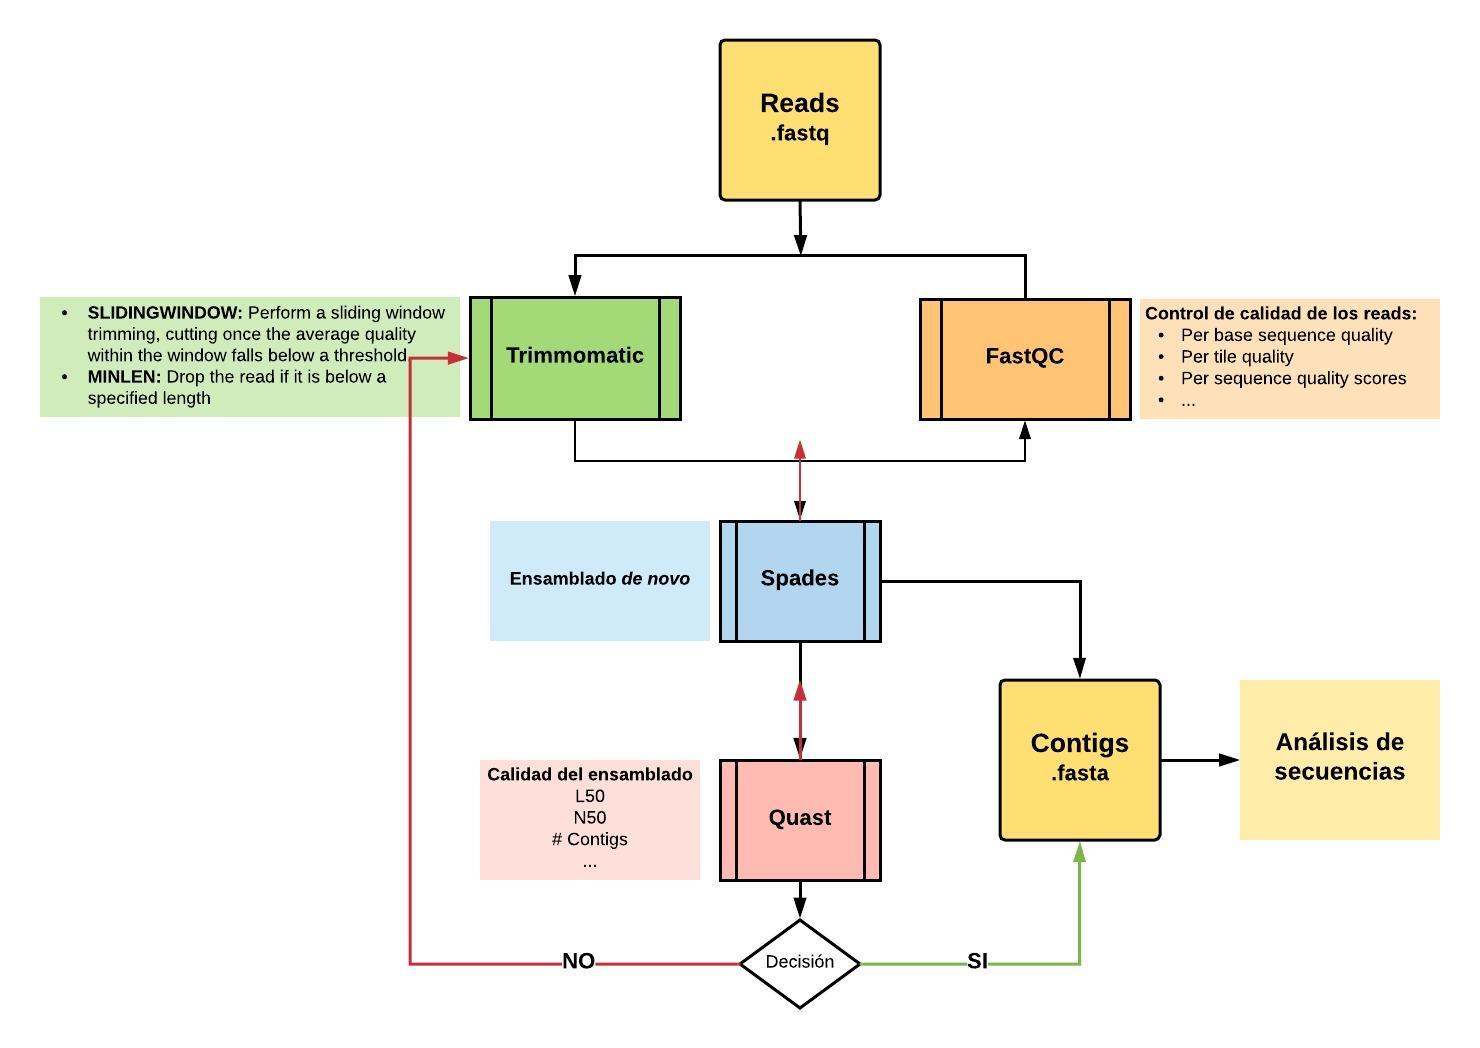 Reads
.fastq
• SLIDINGWINDOW: Perform a sliding window
trimming, cutting once the average quality
within the window falls below a threshold
• MINLEN: Drop the read if it is below a
specified length
Trimmomatic
FastQC
Control de calidad de los reads:
• Per base sequence quality
• Per tile quality
• Per sequence quality scores
• ...
Ensamblado de novo
Spades
Calidad del ensamblado
L50
N50
# Contigs
...
Quast
Contigs
.fasta
Análisis de
secuencias
NO
Decisión
SI